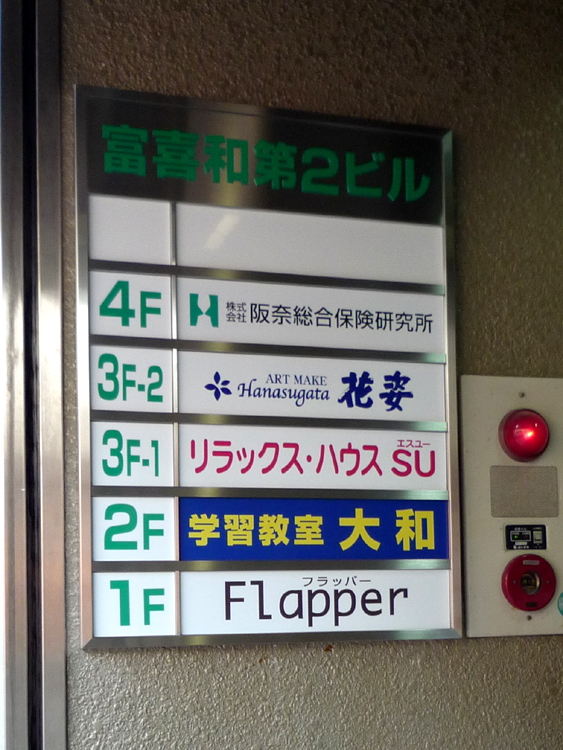 富喜和第2ビル
4F 株式会社 阪奈総合保険研究所
3F-2 ART MAKE Hanasugata 花姿
3F-1 リラックス・ハウス SU エスユー
2F 学習教室 大和
1F Flapper フラッパー